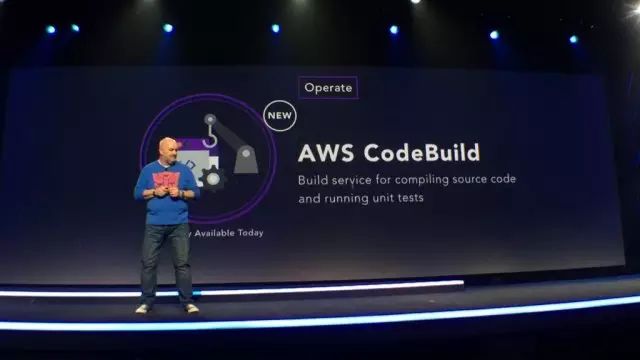 Operate
NEW
AWS CodeBuild
Build service for compiling source code
and running unit tests
Available Today